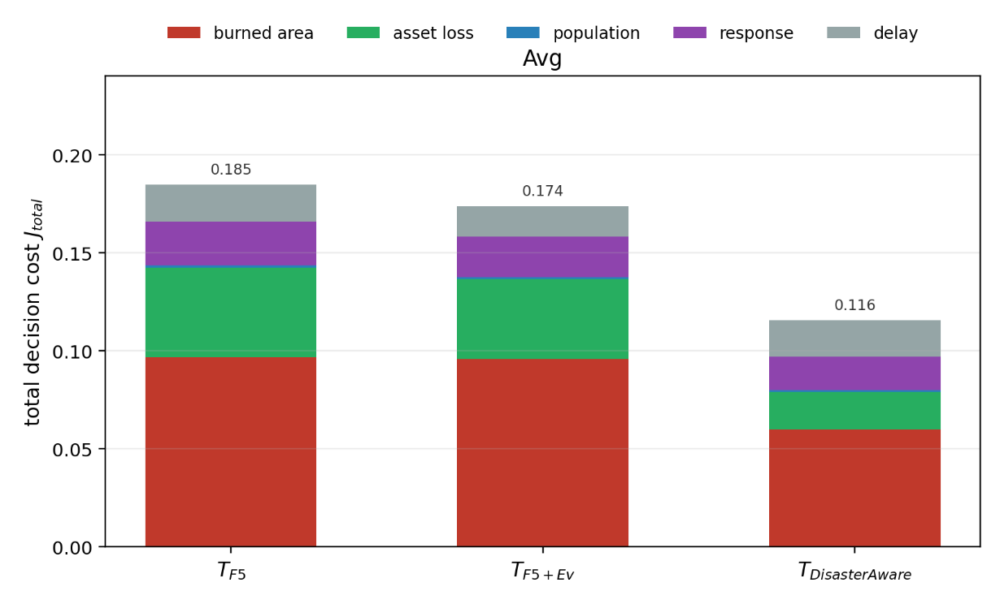 burned area asset loss population response delay
Avg
total decision cost J_total
0.20
0.15
0.10
0.05
0.00
0.185
0.174
0.116
T_F5 T_F5+Ev T_DisasterAware